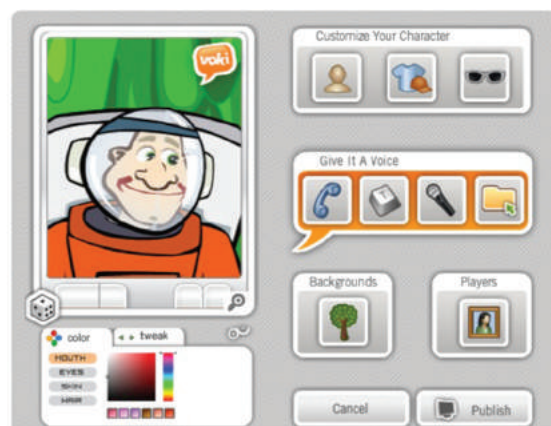 voki
Customize Your Character
Give It A Voice
T
Backgrounds
Players
color
tweak
MOUTH
EYES
SKIN
HAIR
Cancel
Publish